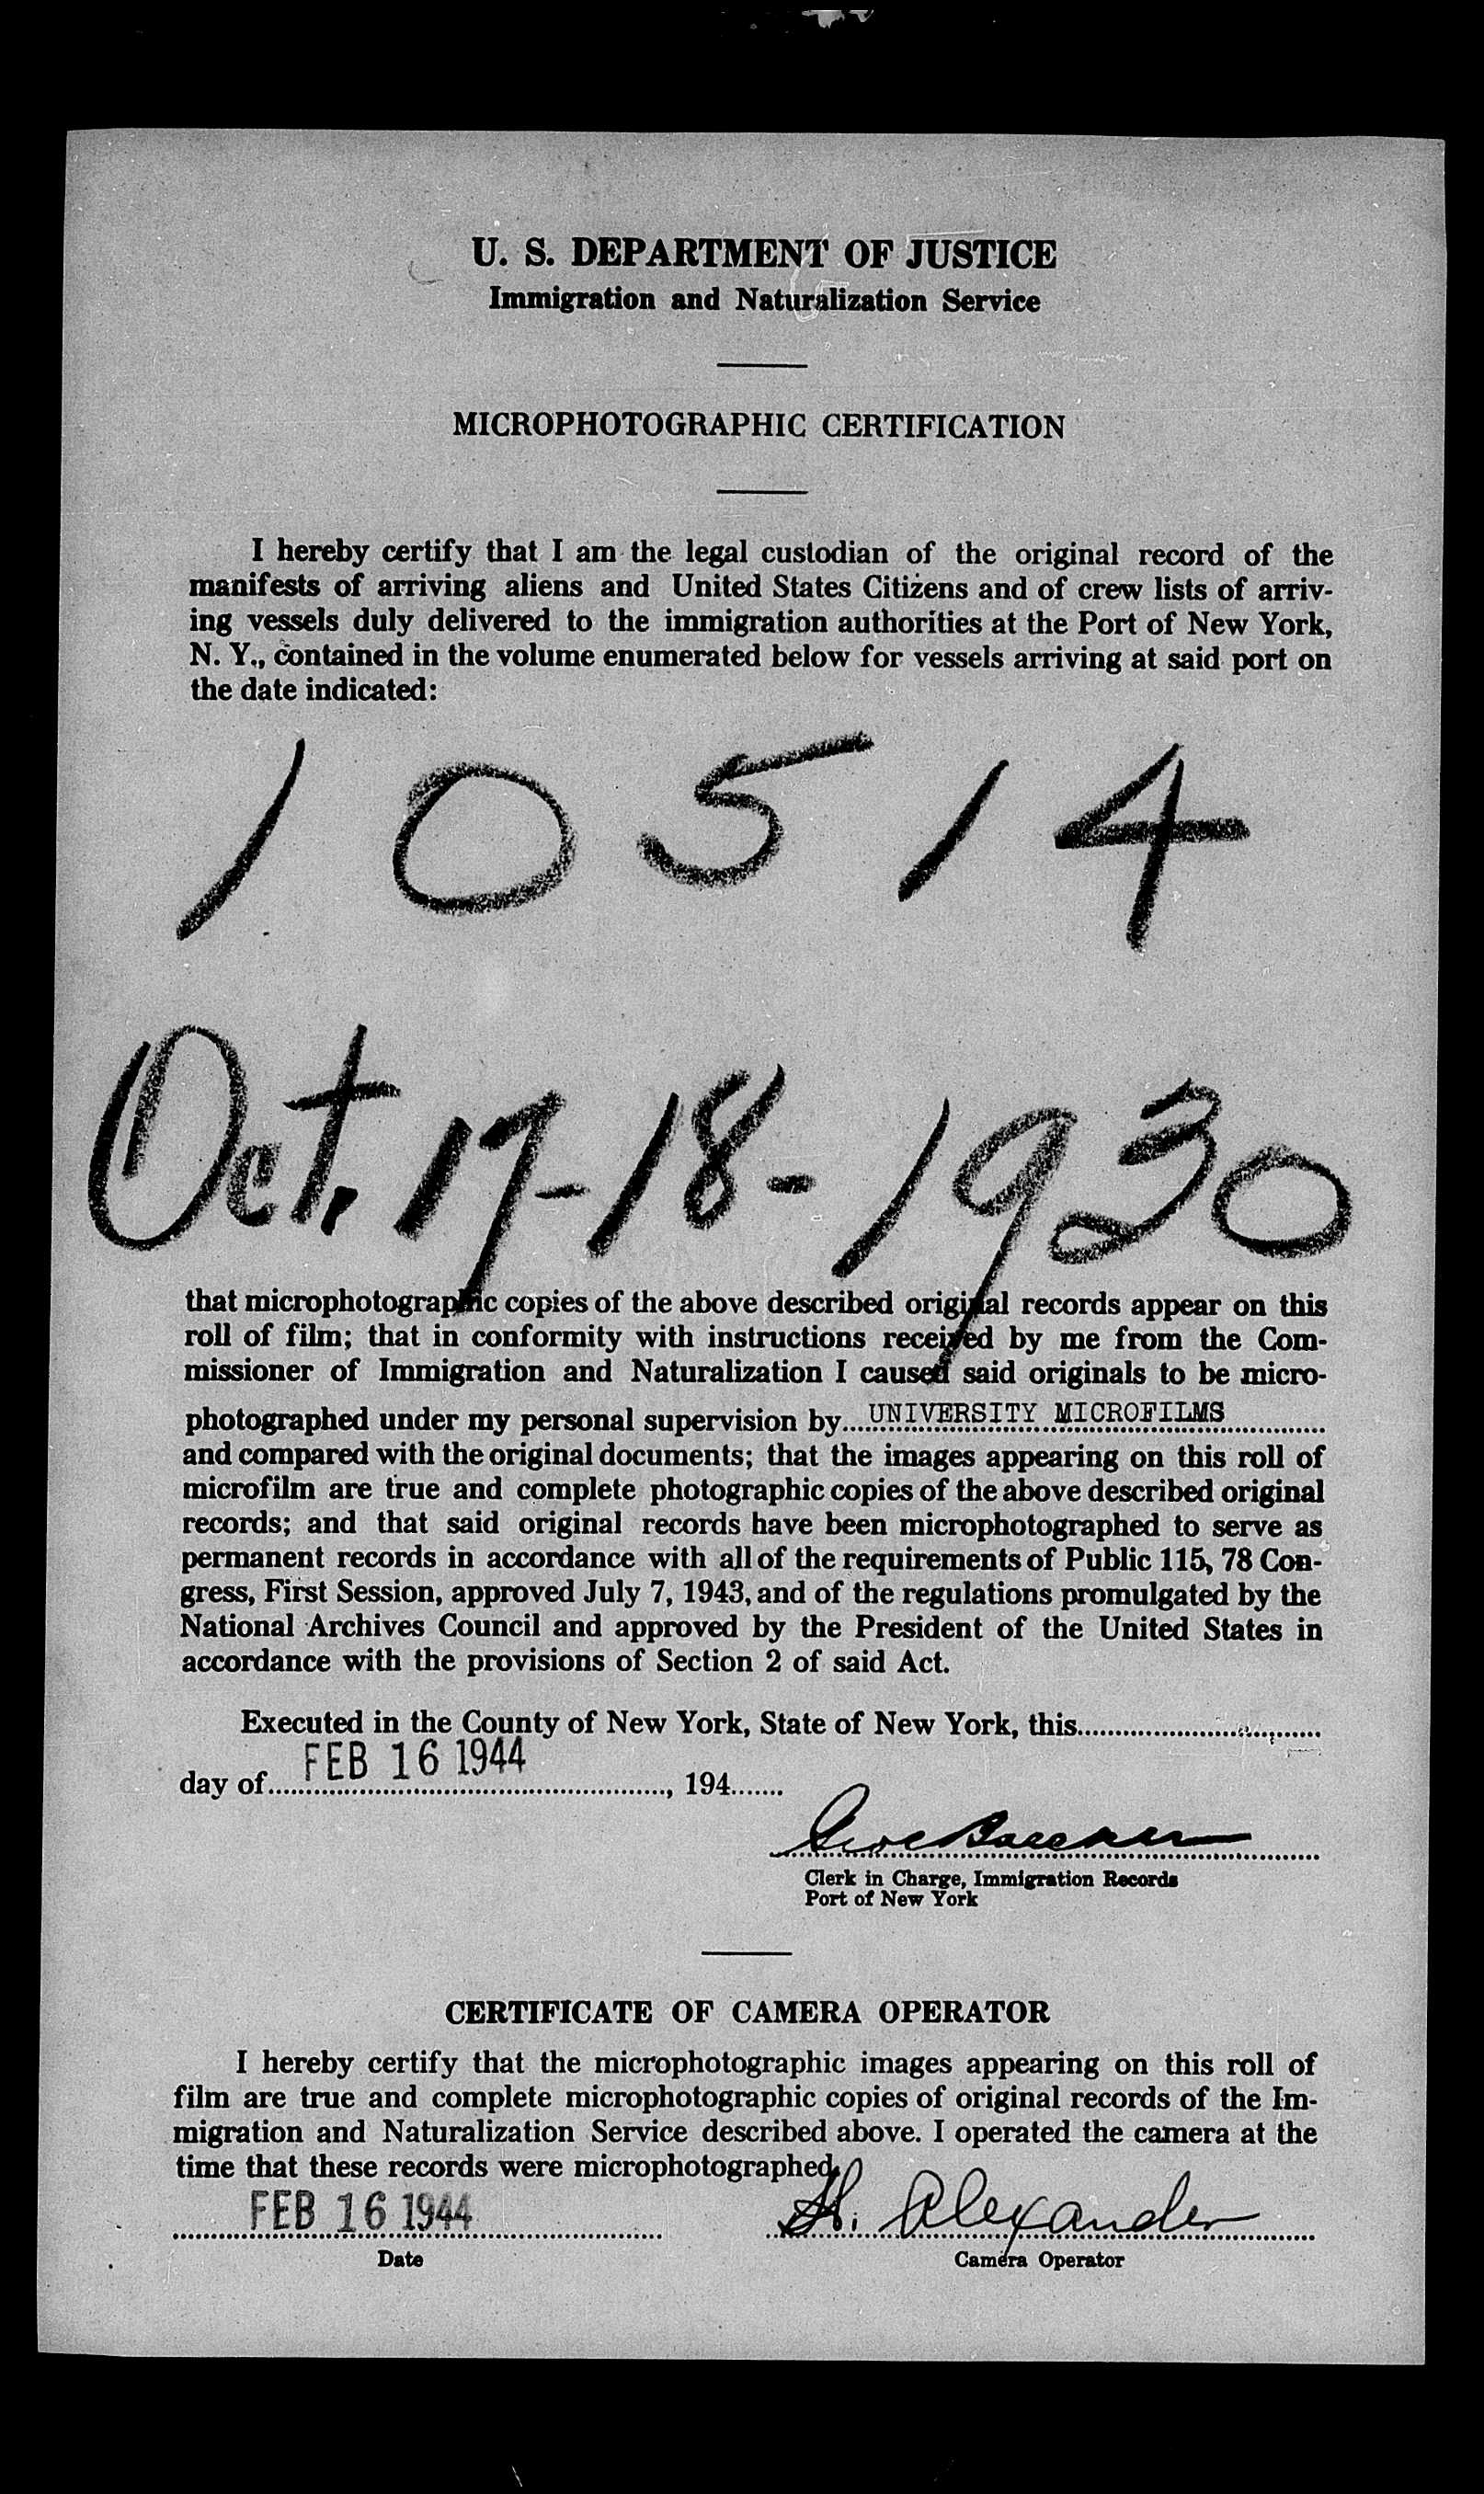 U. S. DEPARTMENT OF JUSTICE
Immigration and Naturalization Service
MICROPHOTOGRAPHIC CERTIFICATION
I hereby certify that I am the legal custodian of the original record of the
manifests of arriving aliens and United States Citizens and of crew lists of arriv-
ing vessels duly delivered to the immigration authorities at the Port of New York,
N. Y., contained in the volume enumerated below for vessels arriving at said port on
the date indicated:
10514
Oct. 17-18-1930
that microphotographic copies of the above described original records appear on this
roll of film; that in conformity with instructions received by me from the Com-
missioner of Immigration and Naturalization I caused said originals to be micro-
photographed under my personal supervision by....UNIVERSITY MICROFILMS
and compared with the original documents; that the images appearing on this roll of
microfilm are true and complete photographic copies of the above described original
records; and that said original records have been microphotographed to serve as
permanent records in accordance with all of the requirements of Public 115, 78 Con-
gress, First Session, approved July 7, 1943, and of the regulations promulgated by the
National Archives Council and approved by the President of the United States in
accordance with the provisions of Section 2 of said Act.
Executed in the County of New York, State of New York, this
day of FEB 16 1944, 194
Clerk in Charge, Immigration Records
Port of New York
CERTIFICATE OF CAMERA OPERATOR
I hereby certify that the microphotographic images appearing on this roll of
film are true and complete microphotographic copies of original records of the Im-
migration and Naturalization Service described above. I operated the camera at the
time that these records were microphotographed.
FEB 16 1944 H. Alexander
Date Camera Operator